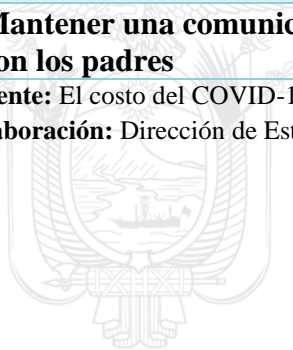 Mantener una comunic
on los padres
ente: El costo del COVID-1
aboración: Dirección de Est